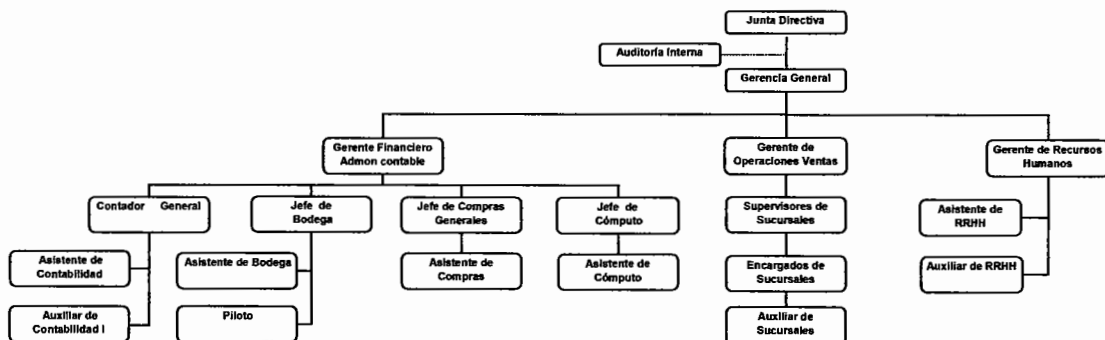 Junta Directiva
Auditoría Interna
Gerencia General
Gerente Financiero
Admon contable
Gerente de
Operaciones Ventas
Gerente de Recursos
Humanos
Contador General
Jefe de
Bodega
Jefe de Compras
Generales
Jefe de
Cómputo
Supervisores de
Sucursales
Asistente de
RRHH
Asistente de
Contabilidad
Asistente de Bodega
Asistente de
Compras
Asistente de
Cómputo
Encargados de
Sucursales
Auxiliar de RRHH
Auxiliar de
Contabilidad I
Piloto
Auxiliar de
Sucursales